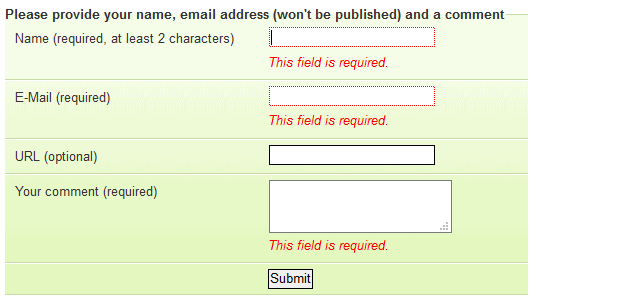 Please provide your name, email address (won't be published) and a comment
Name (required, at least 2 characters)
This field is required.
E-Mail (required)
This field is required.
URL (optional)
Your comment (required)
This field is required.
Submit